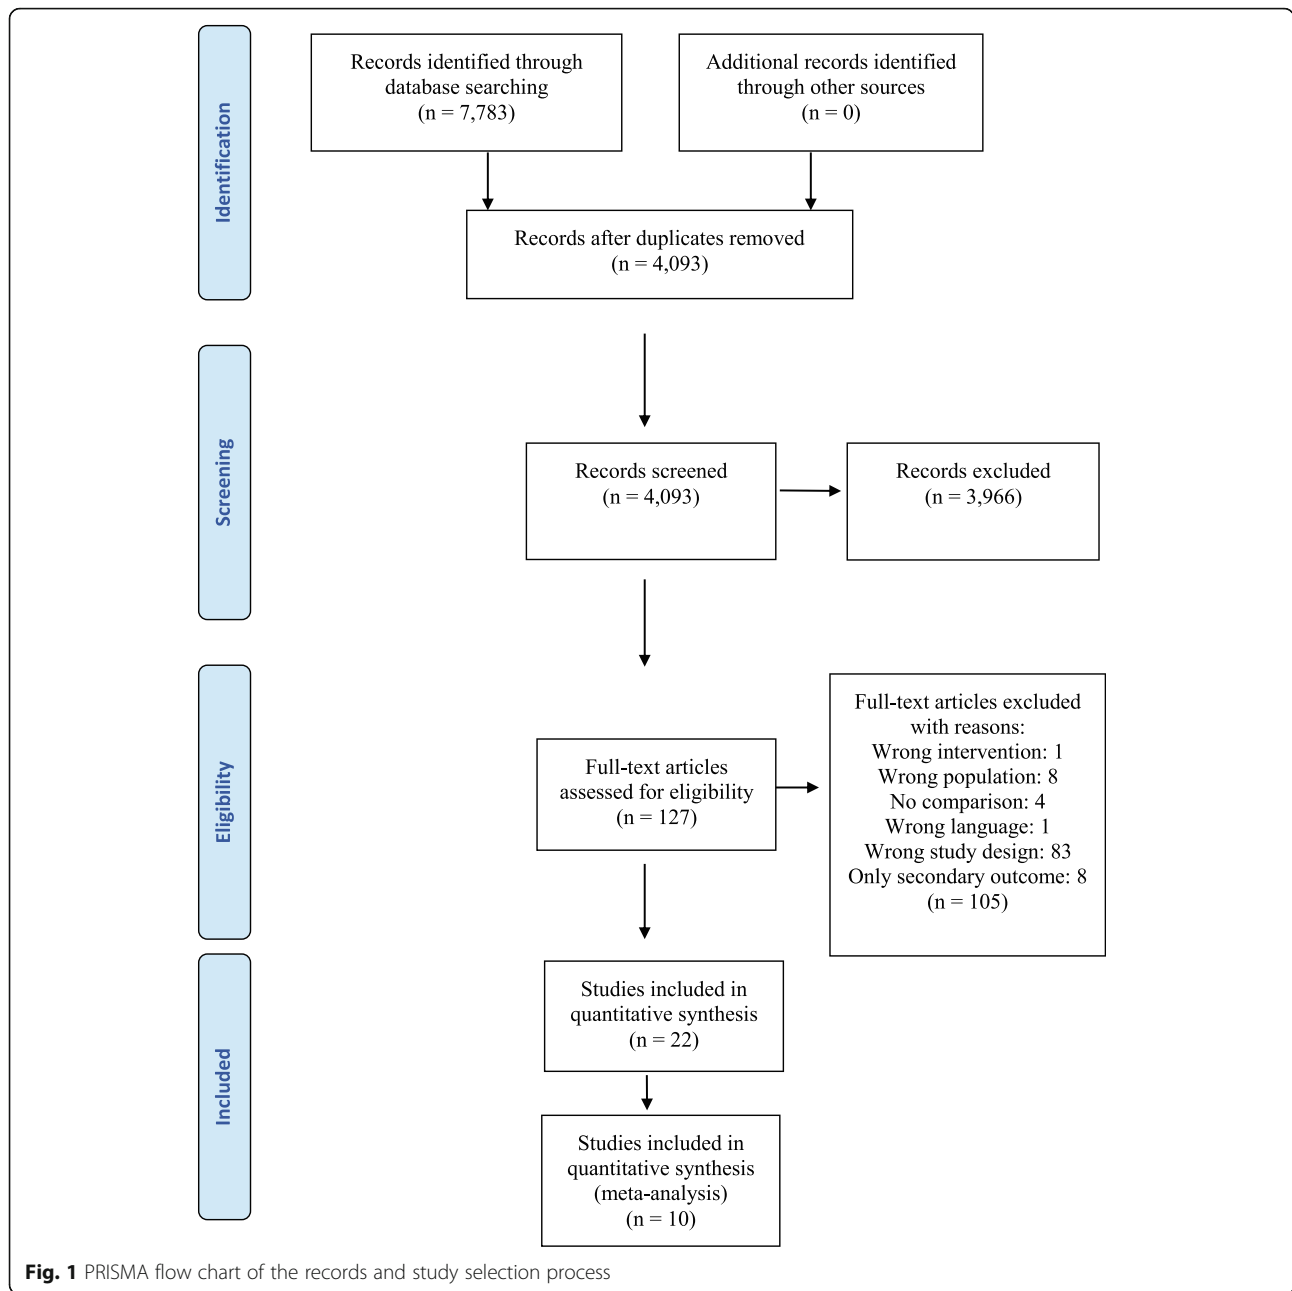 Identification
Records identified through
database searching
(n = 7,783)
Additional records identified
through other sources
(n = 0)
Records after duplicates removed
(n = 4,093)
Screening
Records screened
(n = 4,093)
Records excluded
(n = 3,966)
Eligibility
Full-text articles
assessed for eligibility
(n = 127)
Full-text articles excluded
with reasons:
Wrong intervention: 1
Wrong population: 8
No comparison: 4
Wrong language: 1
Wrong study design: 83
Only secondary outcome: 8
(n = 105)
Included
Studies included in
quantitative synthesis
(n = 22)
Studies included in
quantitative synthesis
(meta-analysis)
(n = 10)
Fig. 1 PRISMA flow chart of the records and study selection process